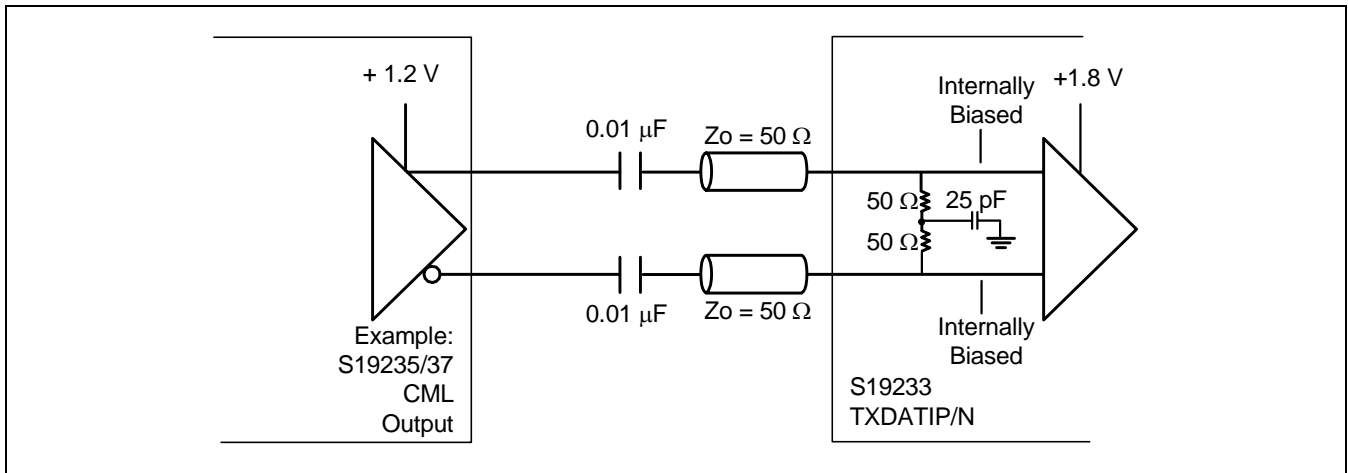 + 1.2 V
0.01 μF
Zo = 50 Ω
Internally
Biased
+1.8 V
50 Ω
25 pF
50 Ω
0.01 μF
Zo = 50 Ω
Internally
Biased
Example:
S19235/37
CML
Output
S19233
TXDATIP/N